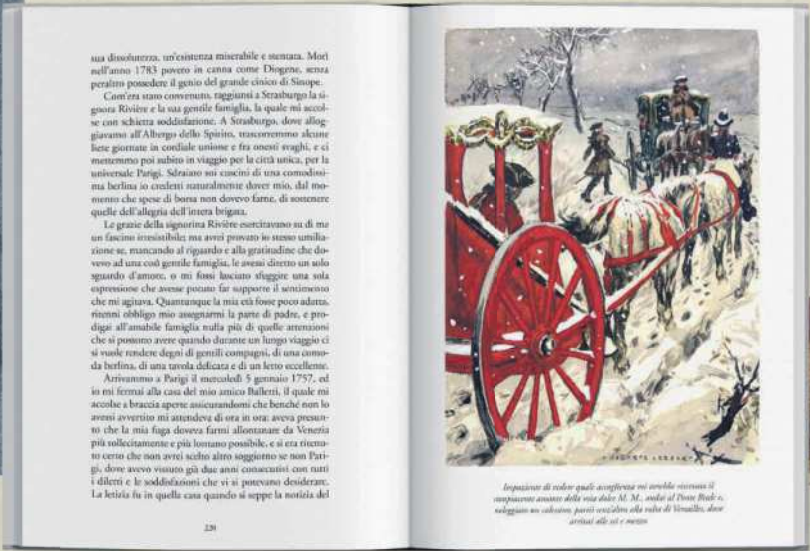 sua dissolutezza, un'esistenza miserabile e stentata. Morì
nell'anno 1783 povero in canna come Diogene, senza
peraltro possedere il genio del grande cinico di Sinope.
Com'era stato convenuto, raggiunsi a Strasburgo la si-
gnora Rivière e la sua gentile famiglia, la quale mi accol-
se con schietta soddisfazione. A Strasburgo, dove allog-
giavamo all'Albergo dello Spirito, trascorremmo alcune
liete giornate in cordiale unione e fra onesti svaghi, e ci
mettemmo poi subito in viaggio per la città unica, per la
universale Parigi. Sdraiato sui cuscini di una comodissi-
ma berlina io credetti naturalmente dover mio, dal mo-
mento che spese di borsa non dovevo farne, di sostenere
quelle dell'allegria dell'intera brigata.
Le grazie della signorina Rivière esercitavano su di me
un fascino irresistibile; ma avrei provato io stesso umilia-
zione se, mancando al riguardo e alla gratitudine che do-
vevo ad una così gentile famiglia, le avessi diretto un solo
sguardo d'amore, o mi fossi lasciato sfuggire una sola
espressione che avesse potuto far supporre il sentimento
che mi agitava. Quantunque la mia età fosse poco adatta,
ritenni obbligo mio assegnarmi la parte di padre, e pro-
digai all'amabile famiglia nulla più di quelle attenzioni
che si possono avere quando durante un lungo viaggio ci
si vuole rendere degni di gentili compagni, di una como-
da berlina, di una tavola delicata e di un letto eccellente.
Arrivammo a Parigi il mercoledì 5 gennaio 1757, ed
io mi fermai alla casa del mio amico Balletti, il quale mi
accolse a braccia aperte assicurandomi che benché non lo
avessi avvertito mi attendeva di ora in ora: aveva presun-
to che la mia fuga doveva farmi allontanare da Venezia
più sollecitamente e più lontano possibile, e si era ritenu-
to certo che non avrei scelto altro soggiorno se non Pari-
gi, dove avevo vissuto già due anni consecutivi con tutti
i diletti e le soddisfazioni che vi si potevano desiderare.
La letizia fu in quella casa quando si seppe la notizia del
220
Impaziente di vedere quale accoglienza mi avrebbe riservato il
compiacente amante della mia dolce M. M., andai al Ponte Reale e,
noleggiato un calessino, partii senz'altro alla volta di Versailles, dove
arrivai alle sei e mezzo